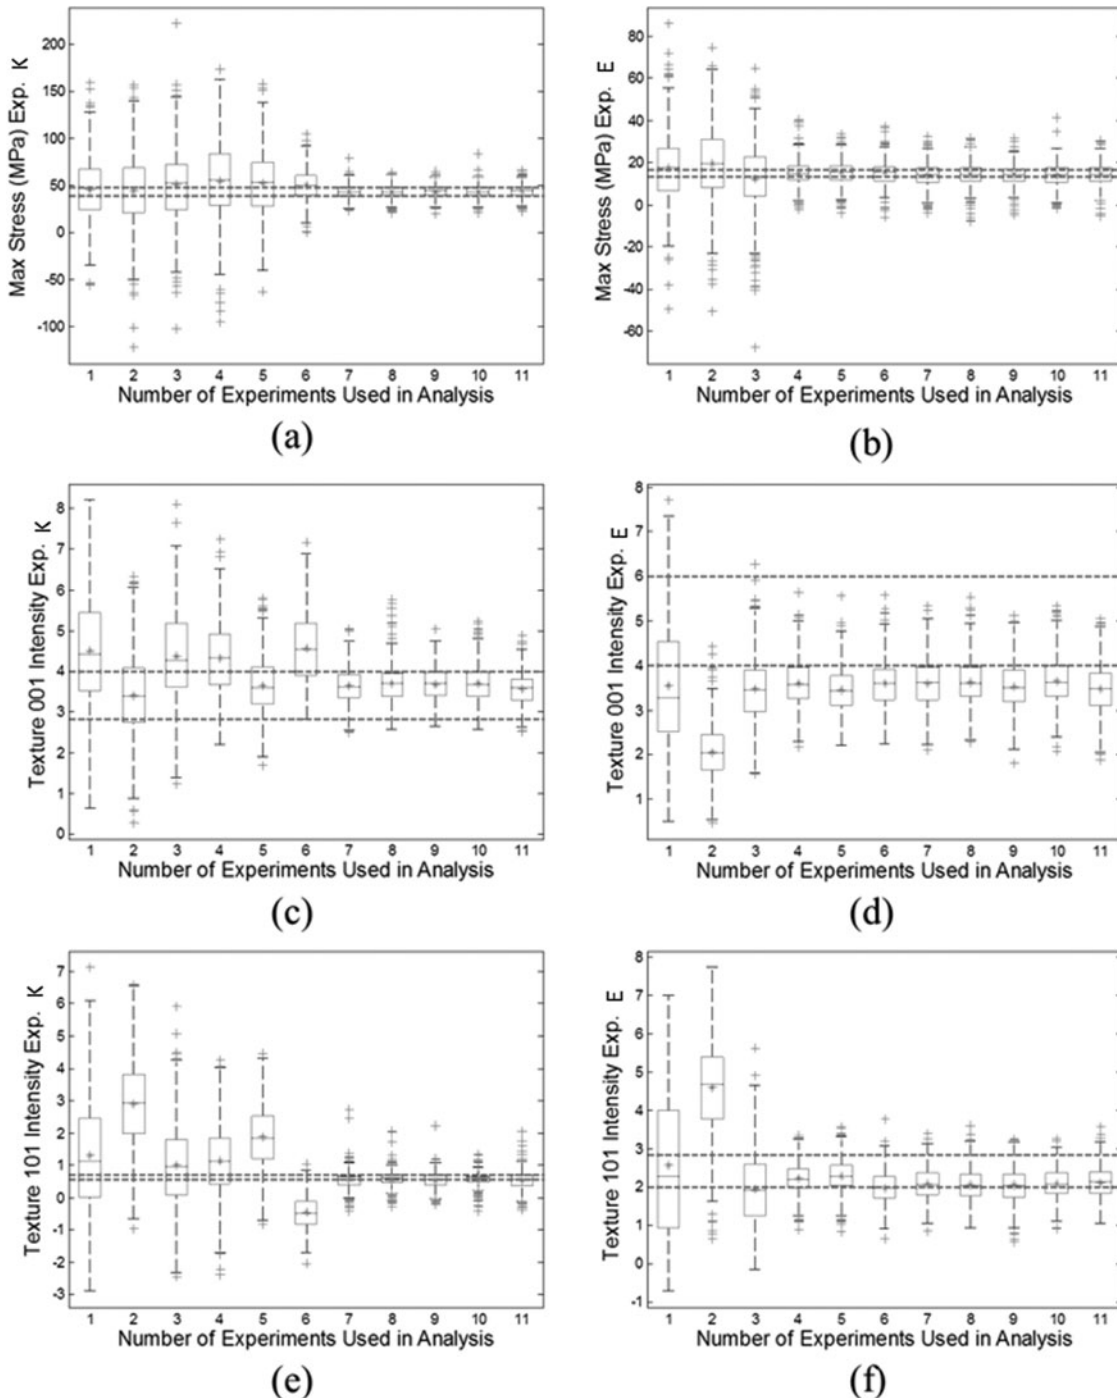 Max Stress (MPa) Exp. K
200
150
100
50
0
-50
-100
1 2 3 4 5 6 7 8 9 10 11
Number of Experiments Used in Analysis
(a)
Max Stress (MPa) Exp. E
80
60
40
20
0
-20
-40
-60
1 2 3 4 5 6 7 8 9 10 11
Number of Experiments Used in Analysis
(b)
Texture 001 Intensity Exp. K
8
7
6
5
4
3
2
1
0
1 2 3 4 5 6 7 8 9 10 11
Number of Experiments Used in Analysis
(c)
Texture 001 Intensity Exp. E
8
7
6
5
4
3
2
1
1 2 3 4 5 6 7 8 9 10 11
Number of Experiments Used in Analysis
(d)
Texture 101 Intensity Exp. K
7
6
5
4
3
2
1
0
-1
-2
-3
1 2 3 4 5 6 7 8 9 10 11
Number of Experiments Used in Analysis
(e)
Texture 101 Intensity Exp. E
8
7
6
5
4
3
2
1
0
-1
1 2 3 4 5 6 7 8 9 10 11
Number of Experiments Used in Analysis
(f)